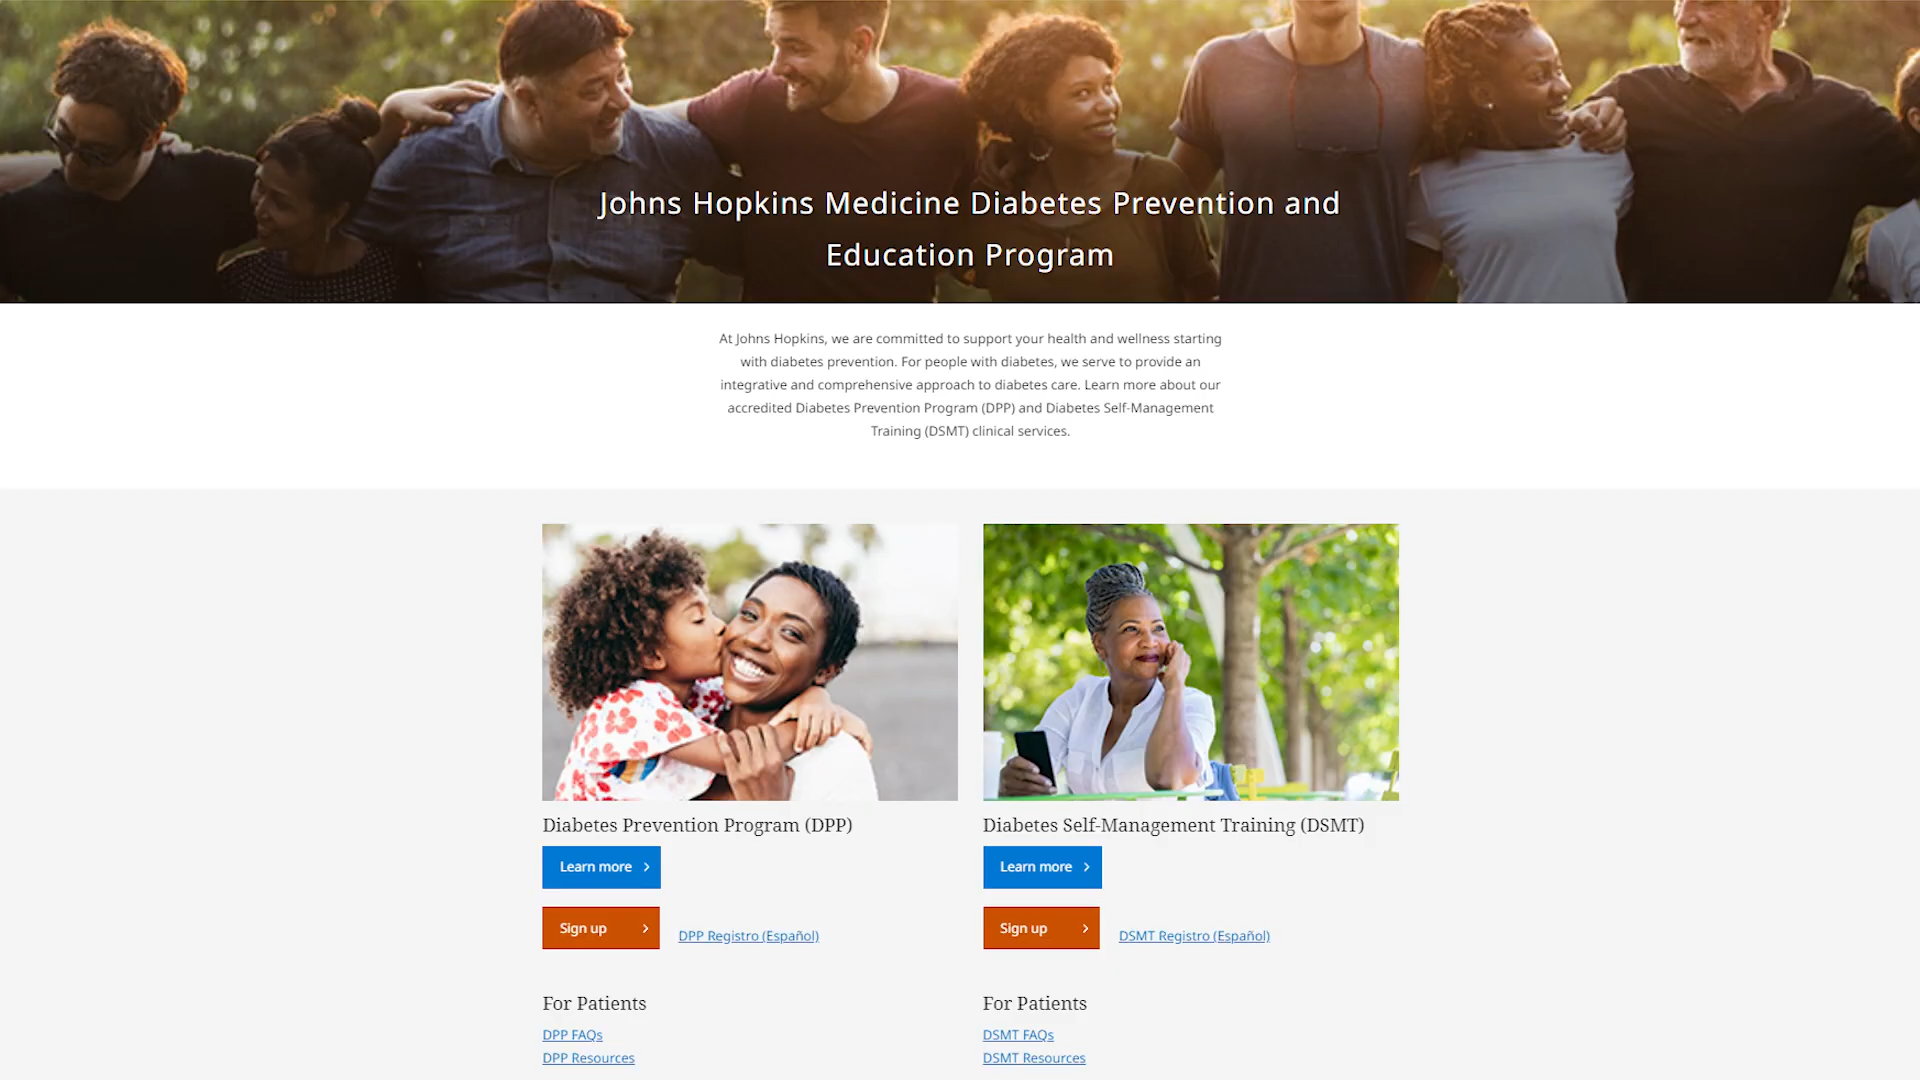 Johns Hopkins Medicine Diabetes Prevention and
Education Program
At Johns Hopkins, we are committed to support your health and wellness starting
with diabetes prevention. For people with diabetes, we serve to provide an
integrative and comprehensive approach to diabetes care. Learn more about our
accredited Diabetes Prevention Program (DPP) and Diabetes Self-Management
Training (DSMT) clinical services.
Diabetes Prevention Program (DPP)
Learn more
Sign up
DPP Registro (Español)
For Patients
DPP FAQs
DPP Resources
Diabetes Self-Management Training (DSMT)
Learn more
Sign up
DSMT Registro (Español)
For Patients
DSMT FAQs
DSMT Resources